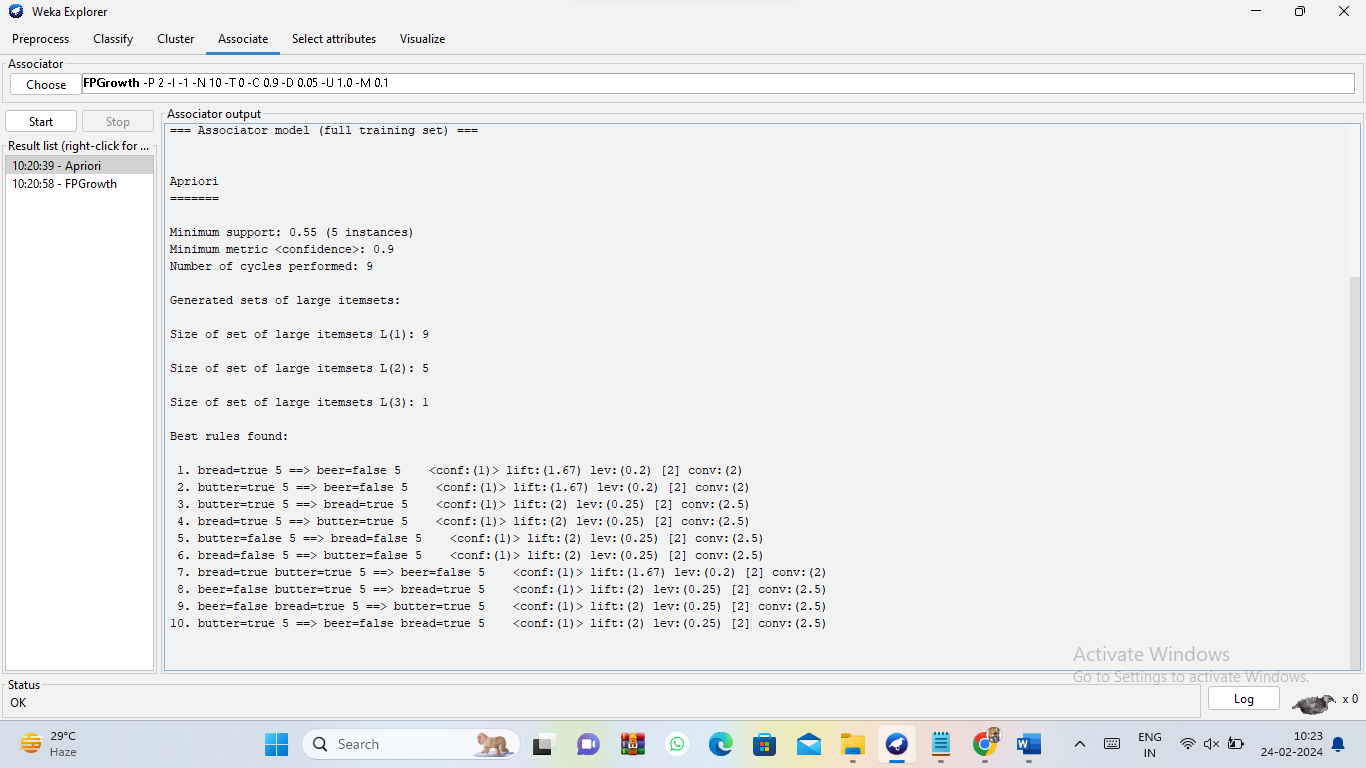 Weka Explorer
Preprocess Classify Cluster Associate Select attributes Visualize
Associator
Choose FPGrowth -P 2 -I -1 -N 10 -T 0 -C 0.9 -D 0.05 -U 1.0 -M 0.1
Start Stop
Result list (right-click for ...
10:20:39 - Apriori
10:20:58 - FPGrowth
Associator output
=== Associator model (full training set) ===
Apriori
=======
Minimum support: 0.55 (5 instances)
Minimum metric <confidence>: 0.9
Number of cycles performed: 9
Generated sets of large itemsets:
Size of set of large itemsets L(1): 9
Size of set of large itemsets L(2): 5
Size of set of large itemsets L(3): 1
Best rules found:
1. bread=true 5 ==> beer=false 5 <conf:(1)> lift:(1.67) lev:(0.2) [2] conv:(2)
2. butter=true 5 ==> beer=false 5 <conf:(1)> lift:(1.67) lev:(0.2) [2] conv:(2)
3. butter=true 5 ==> bread=true 5 <conf:(1)> lift:(2) lev:(0.25) [2] conv:(2.5)
4. bread=true 5 ==> butter=true 5 <conf:(1)> lift:(2) lev:(0.25) [2] conv:(2.5)
5. butter=false 5 ==> bread=false 5 <conf:(1)> lift:(2) lev:(0.25) [2] conv:(2.5)
6. bread=false 5 ==> butter=false 5 <conf:(1)> lift:(2) lev:(0.25) [2] conv:(2.5)
7. bread=true butter=true 5 ==> beer=false 5 <conf:(1)> lift:(1.67) lev:(0.2) [2] conv:(2)
8. beer=false butter=true 5 ==> bread=true 5 <conf:(1)> lift:(2) lev:(0.25) [2] conv:(2.5)
9. beer=false bread=true 5 ==> butter=true 5 <conf:(1)> lift:(2) lev:(0.25) [2] conv:(2.5)
10. butter=true 5 ==> beer=false bread=true 5 <conf:(1)> lift:(2) lev:(0.25) [2] conv:(2.5)
Activate Windows
Go to Settings to activate Windows.
Status
OK
Log
x 0
29°C
Haze
Search
ENG
IN
10:23
24-02-2024